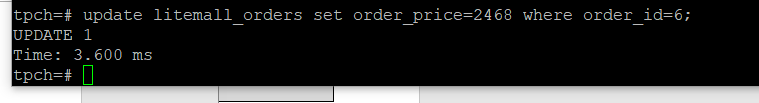 tpch=# update litemall_orders set order_price=2468 where order_id=6;
UPDATE 1
Time: 3.600 ms
tpch=#